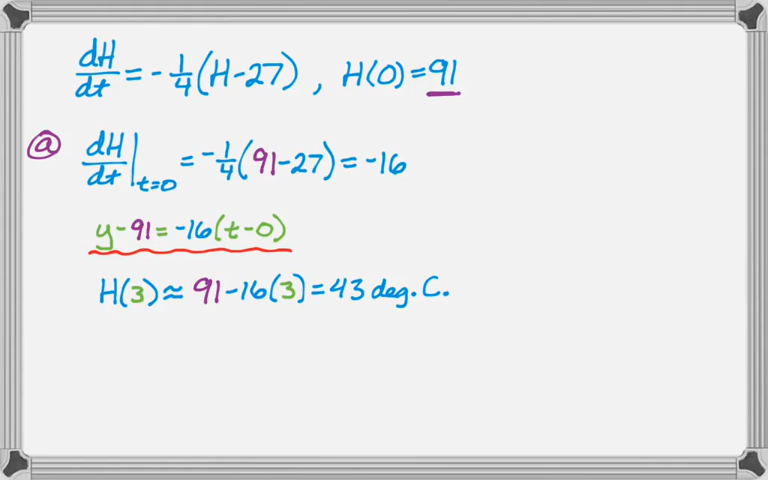 dH/dt = -1/4(H-27), H(0)=91
ⓐ dH/dt|t=0 = -1/4(91-27) = -16
y-91=-16(t-0)
H(3)≈91-16(3)=43 deg. C.